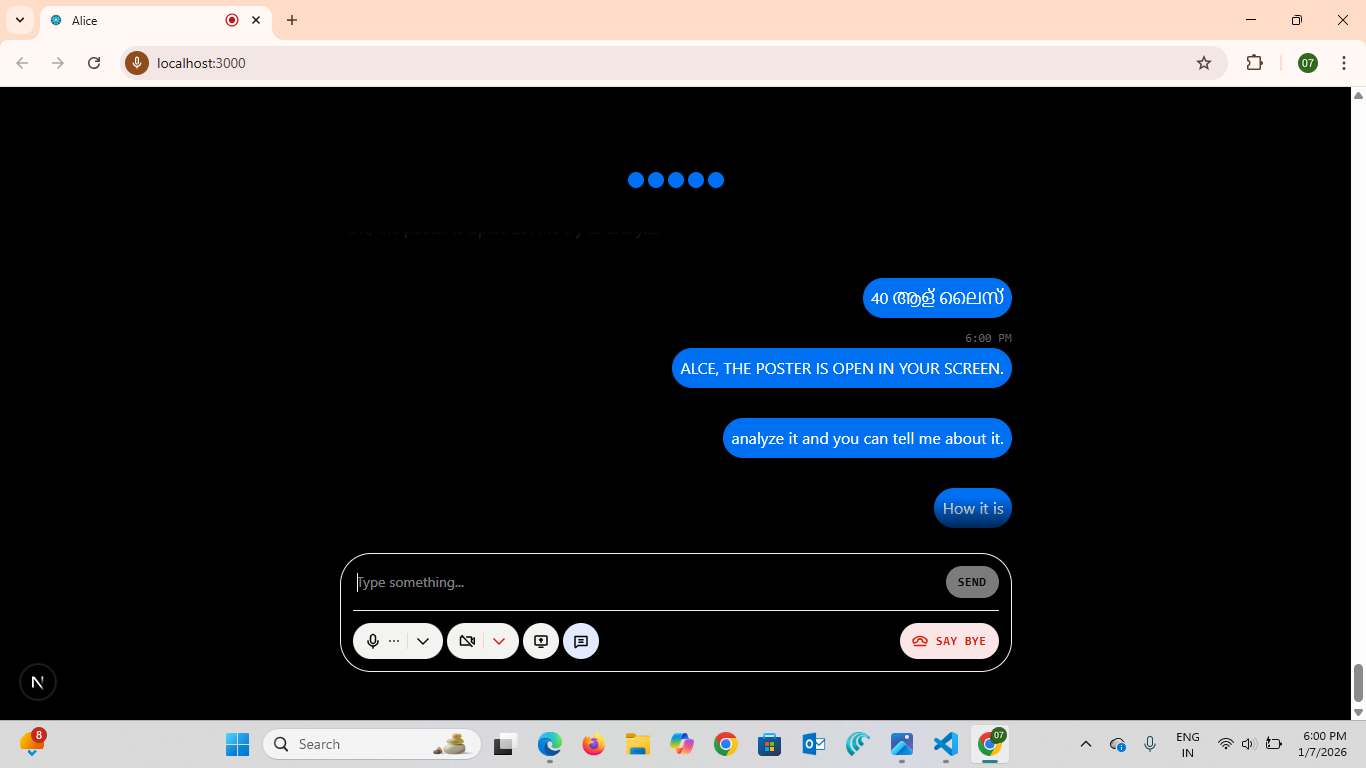 Alice
localhost:3000
07
40 ആള് ലൈസ്
6:00 PM
ALCE, THE POSTER IS OPEN IN YOUR SCREEN.
analyze it and you can tell me about it.
How it is
Type something...
SEND
SAY BYE
N
8
Search
07
ENG
IN
6:00 PM
1/7/2026